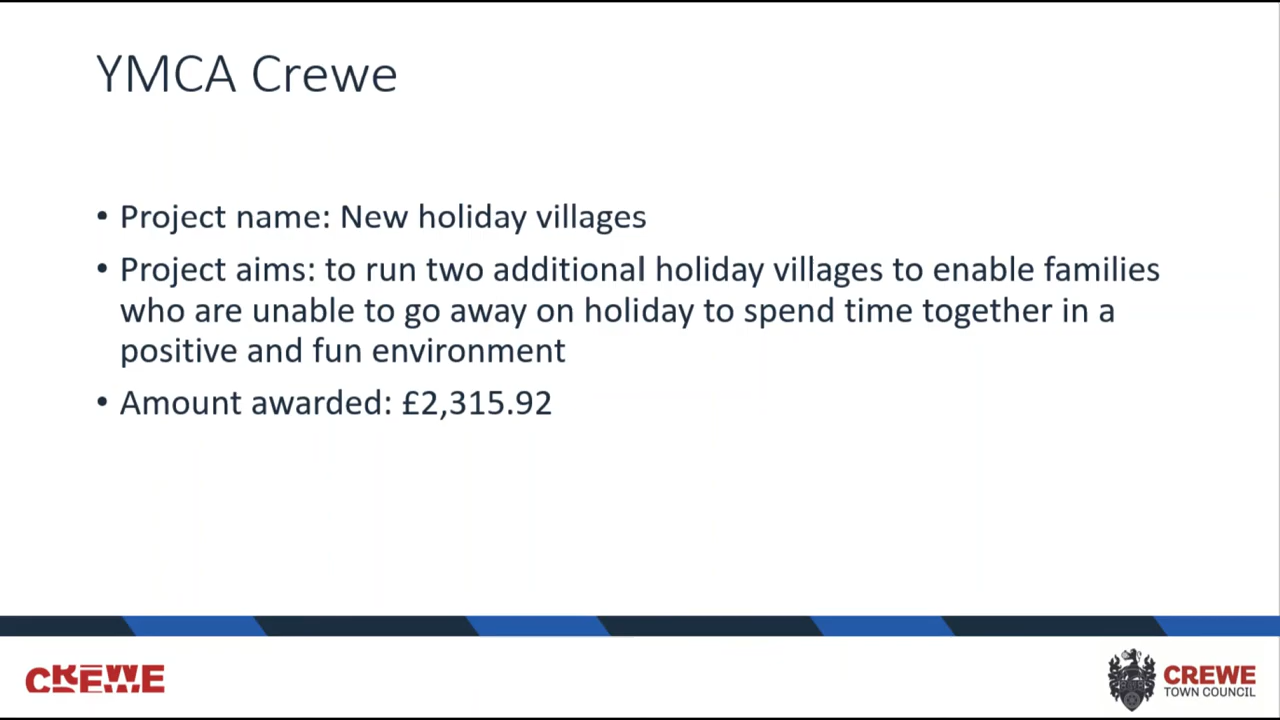 YMCA Crewe
• Project name: New holiday villages
• Project aims: to run two additional holiday villages to enable families
who are unable to go away on holiday to spend time together in a
positive and fun environment
• Amount awarded: £2,315.92
CREWE
CREWE
TOWN COUNCIL